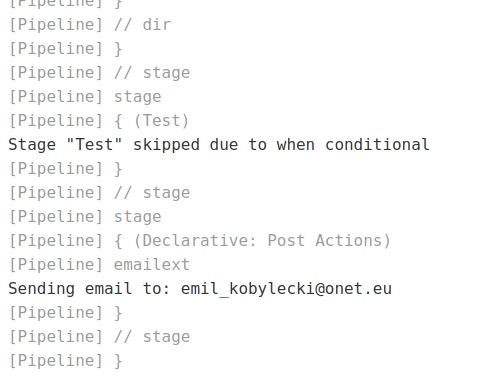 [Pipeline] }
[Pipeline] // dir
[Pipeline] }
[Pipeline] // stage
[Pipeline] stage
[Pipeline] { (Test)
Stage "Test" skipped due to when conditional
[Pipeline] }
[Pipeline] // stage
[Pipeline] stage
[Pipeline] { (Declarative: Post Actions)
[Pipeline] emailext
Sending email to: emil_kobylecki@onet.eu
[Pipeline] }
[Pipeline] // stage
[Pipeline] }